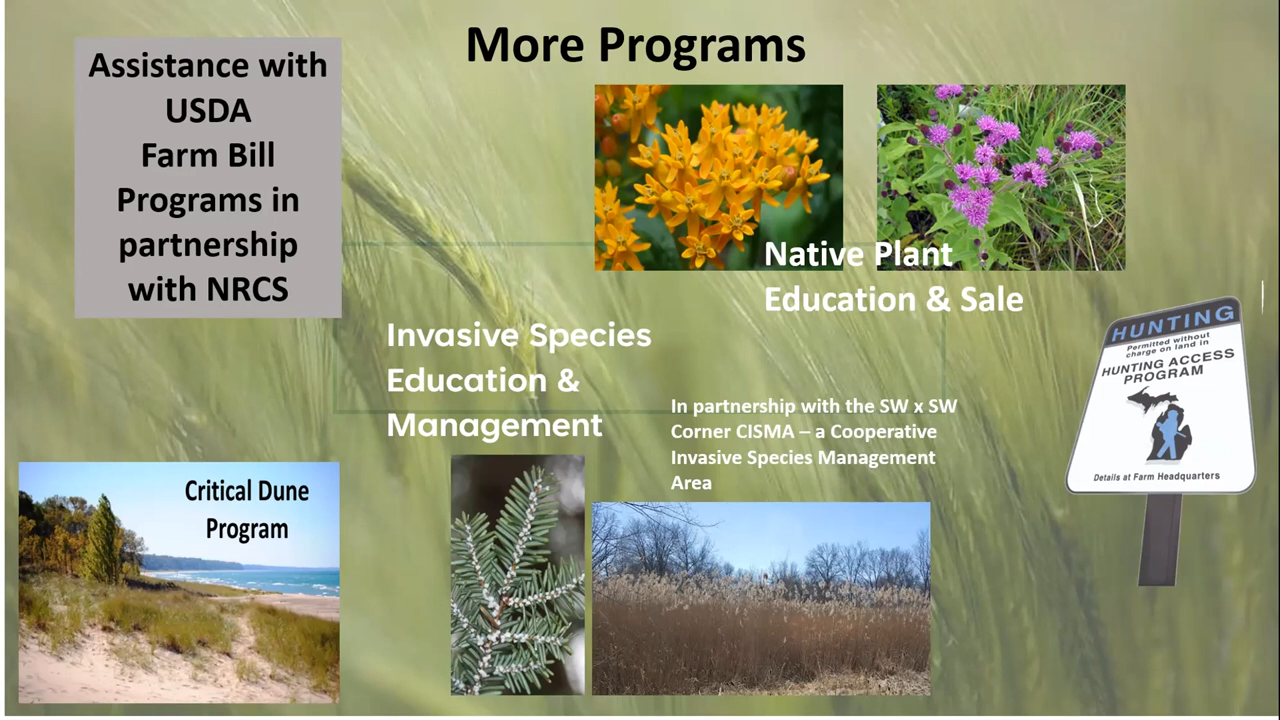 More Programs
Assistance with
USDA
Farm Bill
Programs in
partnership
with NRCS
Native Plant
Education & Sale
Invasive Species
Education &
Management
In partnership with the SW x SW
Corner CISMA – a Cooperative
Invasive Species Management
Area
HUNTING
Permitted without
charge on land in
HUNTING ACCESS
PROGRAM
Details at Farm Headquarters
Critical Dune
Program